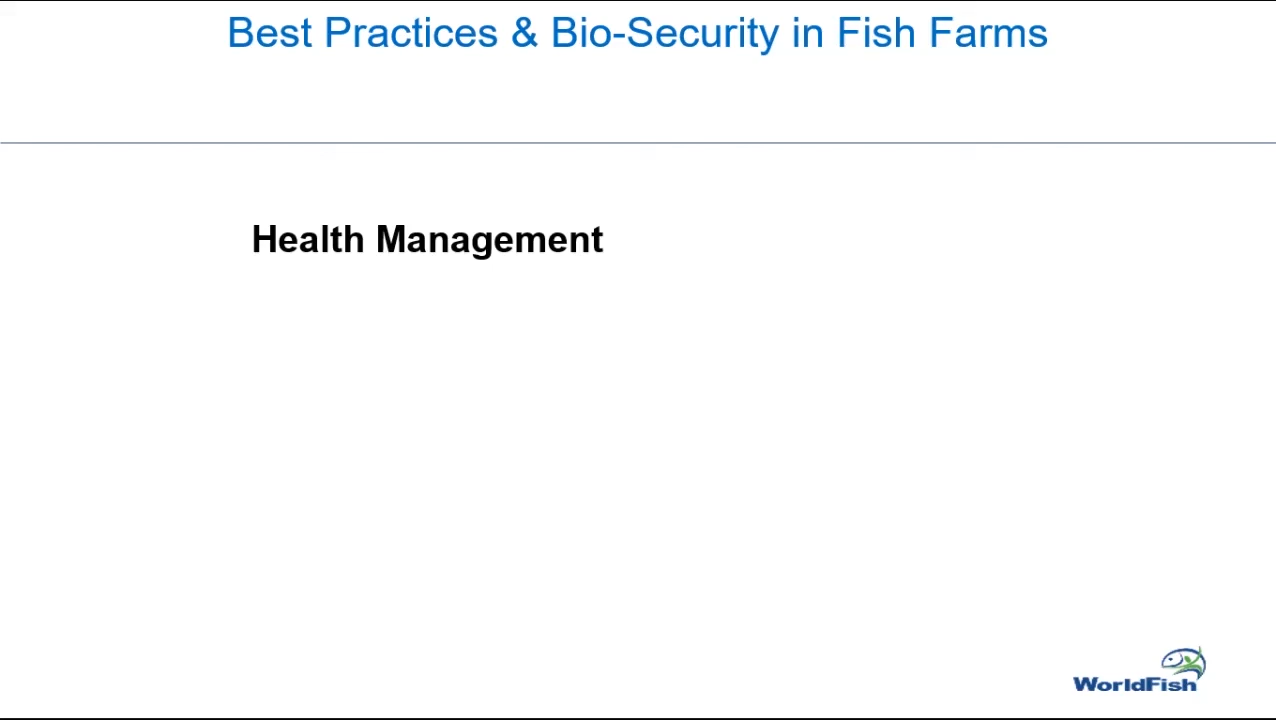 Best Practices & Bio-Security in Fish Farms
Health Management
WorldFish